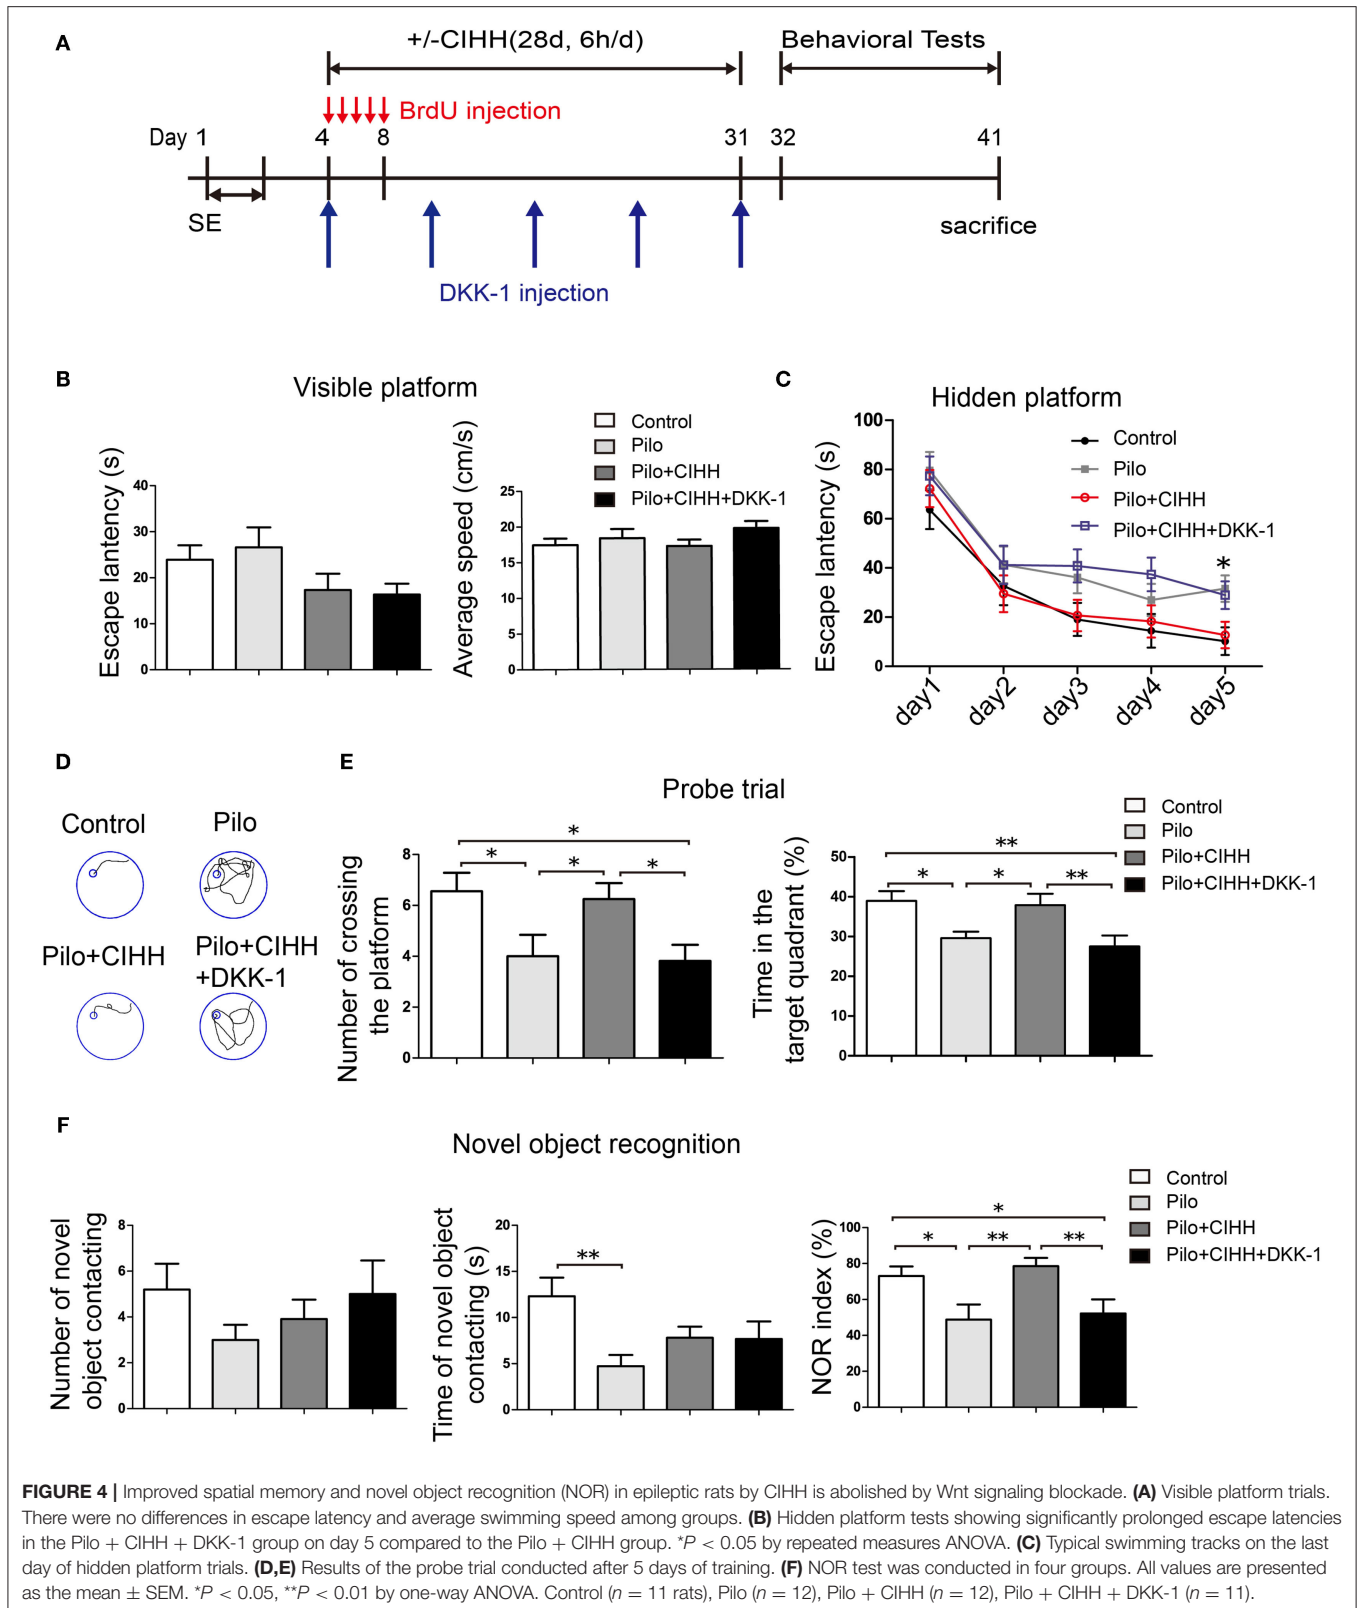 A
+/-CIHH(28d, 6h/d)
Behavioral Tests
BrdU injection
Day 1
4
8
31
32
41
SE
sacrifice
DKK-1 injection
B
Visible platform
Escape lantency (s)
40
30
20
10
0
Average speed (cm/s)
25
20
15
10
5
0
Control
Pilo
Pilo+CIHH
Pilo+CIHH+DKK-1
C
Hidden platform
Escape lantency (s)
100
80
60
40
20
0
Control
Pilo
Pilo+CIHH
Pilo+CIHH+DKK-1
*
day1
day2
day3
day4
day5
D
Control
Pilo
Pilo+CIHH
Pilo+CIHH
+DKK-1
E
Probe trial
Number of crossing
the platform
8
6
4
2
0
*
*
*
*
Time in the
target quadrant (%)
50
40
30
20
10
0
**
*
*
**
Control
Pilo
Pilo+CIHH
Pilo+CIHH+DKK-1
F
Novel object recognition
Number of novel
object contacting
8
6
4
2
0
Time of novel object
contacting (s)
20
15
10
5
0
**
NOR index (%)
100
80
60
40
20
0
*
*
**
**
Control
Pilo
Pilo+CIHH
Pilo+CIHH+DKK-1
FIGURE 4 | Improved spatial memory and novel object recognition (NOR) in epileptic rats by CIHH is abolished by Wnt signaling blockade. (A) Visible platform trials.
There were no differences in escape latency and average swimming speed among groups. (B) Hidden platform tests showing significantly prolonged escape latencies
in the Pilo + CIHH + DKK-1 group on day 5 compared to the Pilo + CIHH group. *P < 0.05 by repeated measures ANOVA. (C) Typical swimming tracks on the last
day of hidden platform trials. (D,E) Results of the probe trial conducted after 5 days of training. (F) NOR test was conducted in four groups. All values are presented
as the mean ± SEM. *P < 0.05, **P < 0.01 by one-way ANOVA. Control (n = 11 rats), Pilo (n = 12), Pilo + CIHH (n = 12), Pilo + CIHH + DKK-1 (n = 11).